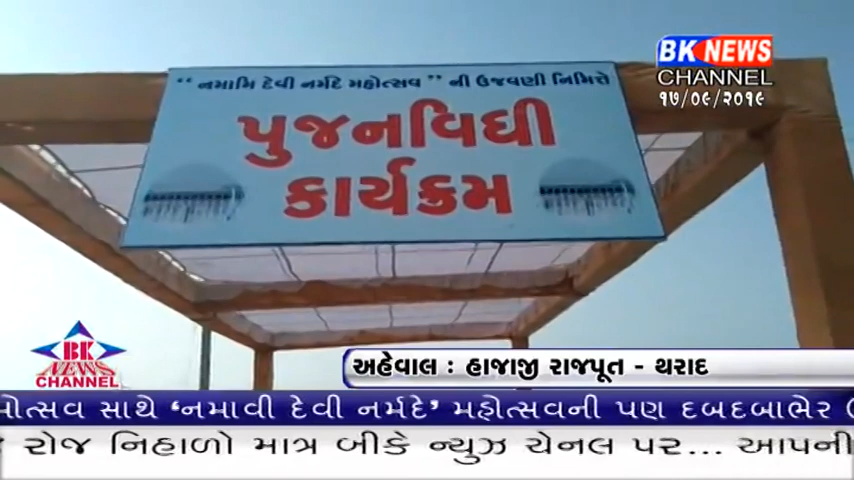 BK NEWS
CHANNEL
૧૭/૦૯/૨૦૧૯
“નમામિ દેવી નર્મદે મહોત્સવ” ની ઉજવણી નિમિત્તે
પુજનવિધી
કાર્યક્રમ
BK
NEWS
CHANNEL
અહેવાલ : હાજાજી રાજપૂત - થરાદ
મોત્સવ સાથે ‘નમાવી દેવી નર્મદે’ મહોત્સવની પણ દબદબાભેર
રોજ નિહાળો માત્ર બીકે ન્યુઝ ચેનલ પર... આપની